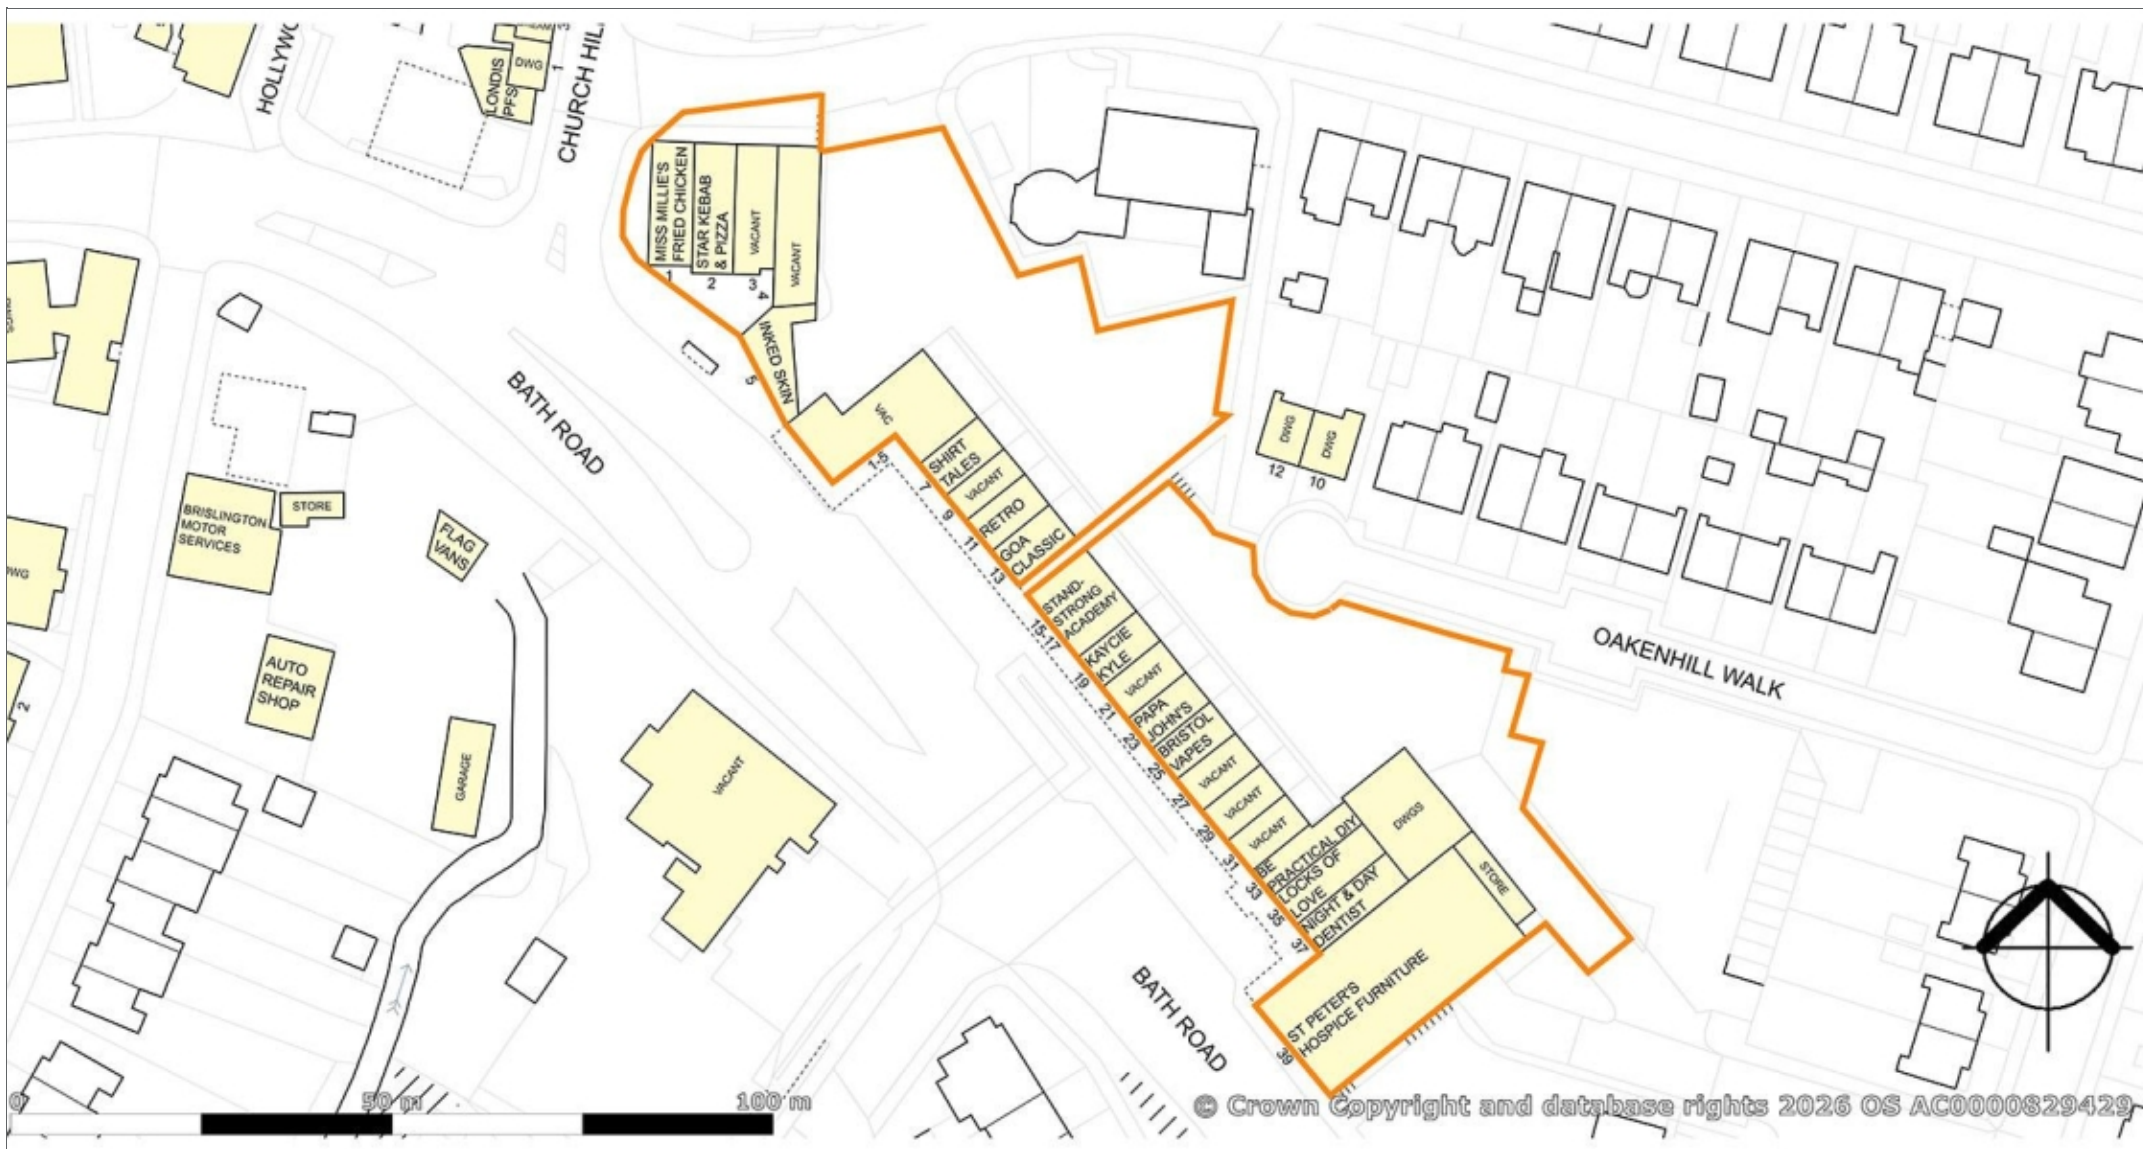 HOLLYWO
CHURCH HIL
LONDIS
PFS
DWG
1
3
MISS MILLIE'S
FRIED CHICKEN
STAR KEBAB
& PIZZA
VACANT
VACANT
1
2
3
4
INKED SKIN
5
BATH ROAD
VAC
1-5
SHIRT
TALES
7
VACANT
9
RETRO
11
GOA
CLASSIC
13
STAND-
STRONG
ACADEMY
15-17
KAYCIE
KYLE
19
VACANT
21
PAPA
JOHN'S
23
BRISTOL
VAPES
25
VACANT
27
VACANT
29
VACANT
31
BE
PRACTICAL DIY
33
LOCKS OF
LOVE
35
NIGHT & DAY
DENTIST
37
DWGS
STORE
ST PETER'S
HOSPICE FURNITURE
39
BATH ROAD
DWG
DWG
12
10
OAKENHILL WALK
BRISLINGTON
MOTOR
SERVICES
STORE
FLAG
VANS
AUTO
REPAIR
SHOP
GARAGE
VACANT
2
0
50 m
100 m
© Crown Copyright and database rights 2026 OS AC0000829429